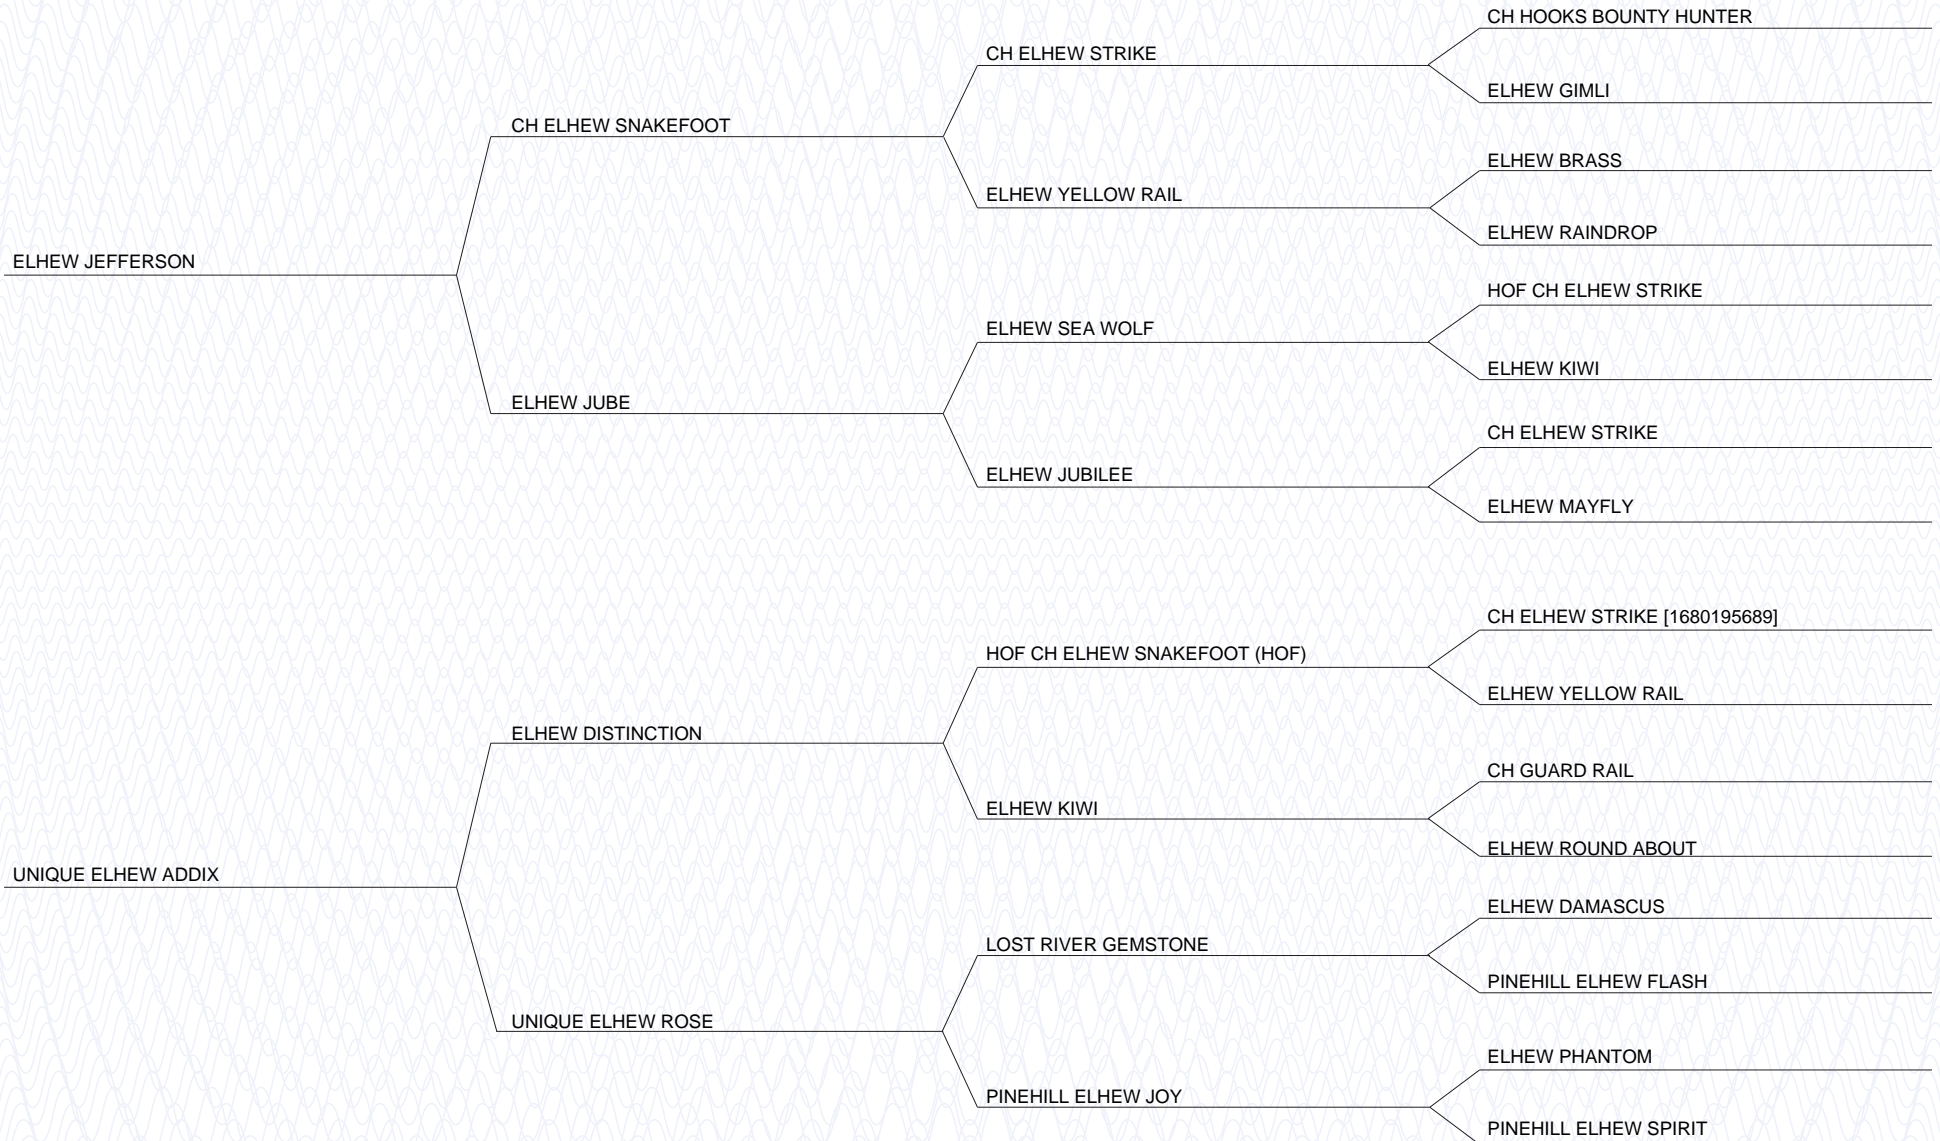 CH HOOKS BOUNTY HUNTER
CH ELHEW STRIKE
ELHEW GIMLI
CH ELHEW SNAKEFOOT
ELHEW BRASS
ELHEW YELLOW RAIL
ELHEW RAINDROP
ELHEW JEFFERSON
HOF CH ELHEW STRIKE
ELHEW SEA WOLF
ELHEW KIWI
ELHEW JUBE
CH ELHEW STRIKE
ELHEW JUBILEE
ELHEW MAYFLY
CH ELHEW STRIKE [1680195689]
HOF CH ELHEW SNAKEFOOT (HOF)
ELHEW YELLOW RAIL
ELHEW DISTINCTION
CH GUARD RAIL
ELHEW KIWI
ELHEW ROUND ABOUT
UNIQUE ELHEW ADDIX
ELHEW DAMASCUS
LOST RIVER GEMSTONE
PINEHILL ELHEW FLASH
UNIQUE ELHEW ROSE
ELHEW PHANTOM
PINEHILL ELHEW JOY
PINEHILL ELHEW SPIRIT